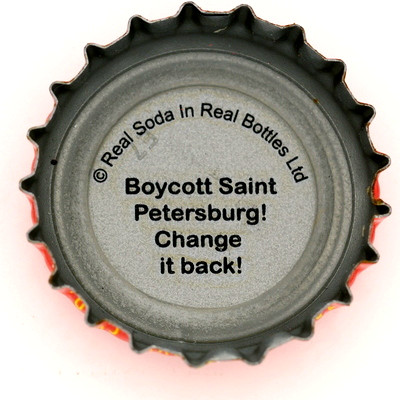 © Real Soda In Real Bottles Ltd
Boycott Saint
Petersburg!
Change
it back!